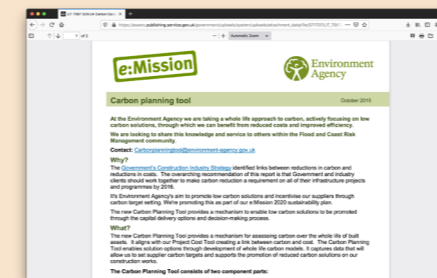 1 of 2
Automatic Zoom
e:Mission
Environment
Agency
Carbon planning tool
October 2015
At the Environment Agency we are taking a whole life approach to carbon, actively focusing on low
carbon solutions, through which we can benefit from reduced costs and improved efficiency.
We are looking to share this knowledge and service to others within the Flood and Coast Risk
Management community.
Contact: Carbonplanningtool@environment-agency.gov.uk
Why?
The Government's Construction Industry Strategy identified links between reductions in carbon and
reductions in costs. The overarching recommendation of this report is that Government and Industry
clients should work together to make carbon reduction a requirement on all of their infrastructure projects
and programmes by 2016.
It's Environment Agency's aim to promote low carbon solutions and incentivise our suppliers through
carbon target setting. We're promoting this as part of our e:Mission 2020 sustainability plan.
The new Carbon Planning Tool provides a mechanism to enable low carbon solutions to be promoted
through the capital delivery options and decision-making process.
What?
The new Carbon Planning Tool provides a mechanism for assessing carbon over the whole life of built
assets. It aligns with our Project Cost Tool creating a link between carbon and cost. The Carbon Planning
Tool enables solution options through development of whole life carbon models. It captures data that will
allow us to set supplier carbon targets and supports the promotion of reduced carbon solutions on our
construction works.
The Carbon Planning Tool consists of two component parts: